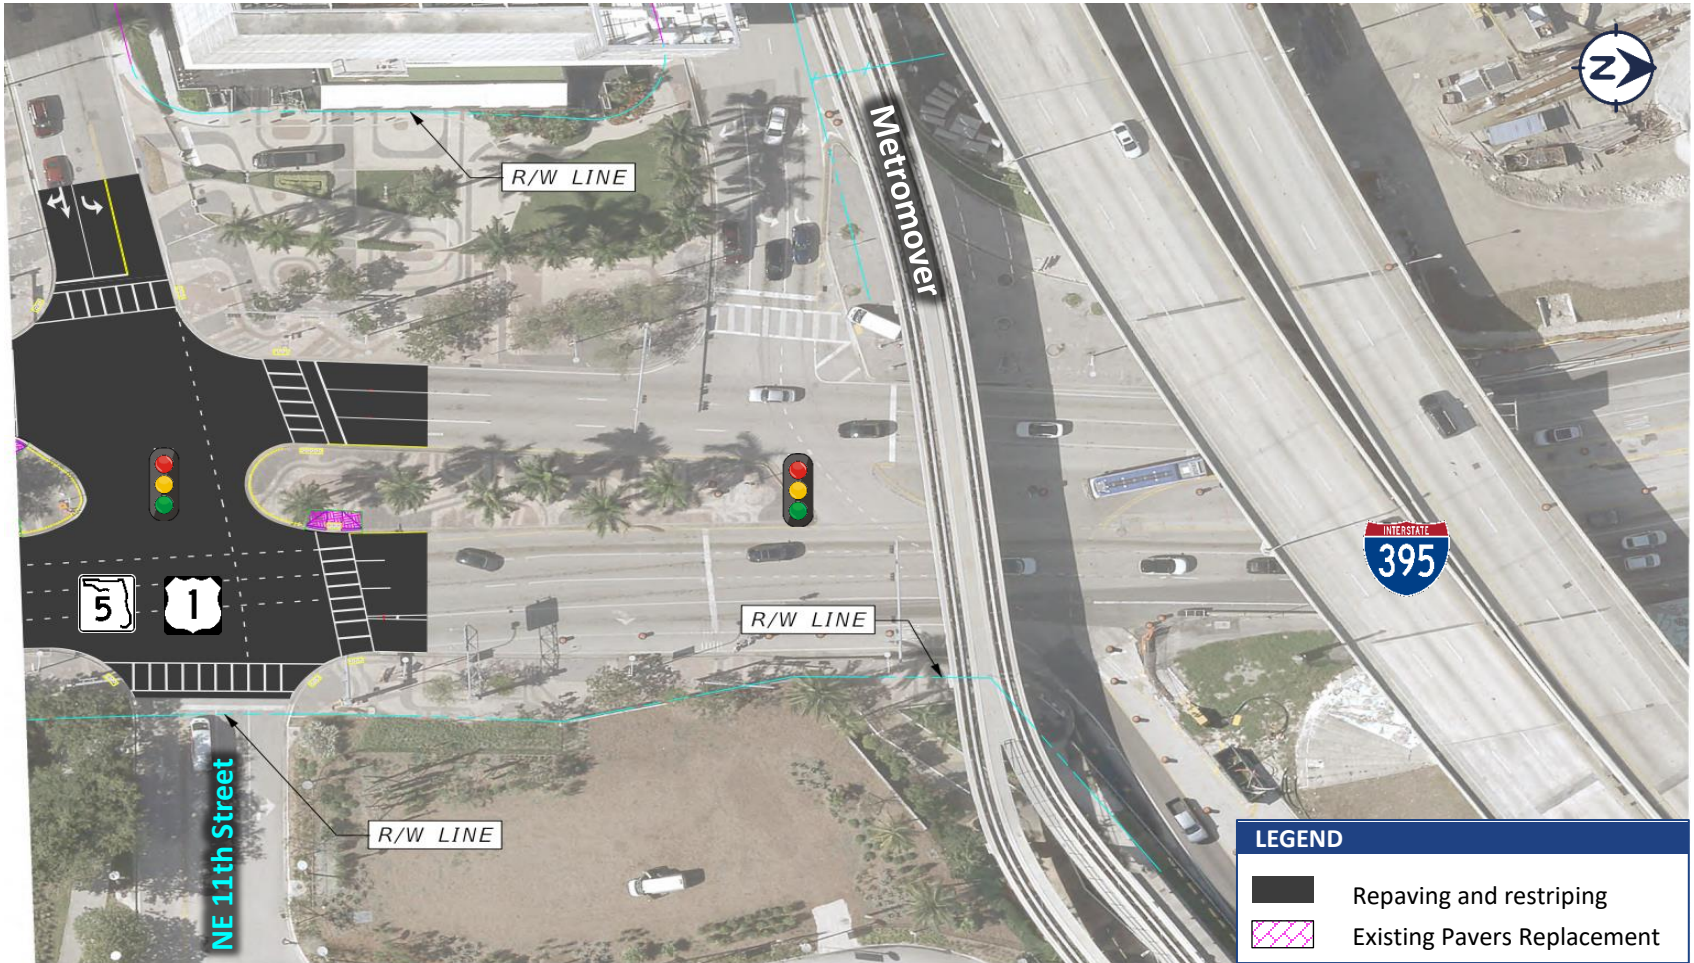 N
Metromover
R/W LINE
R/W LINE
INTERSTATE
395
5
1
R/W LINE
NE 11th Street
LEGEND
Repaving and restriping
Existing Pavers Replacement